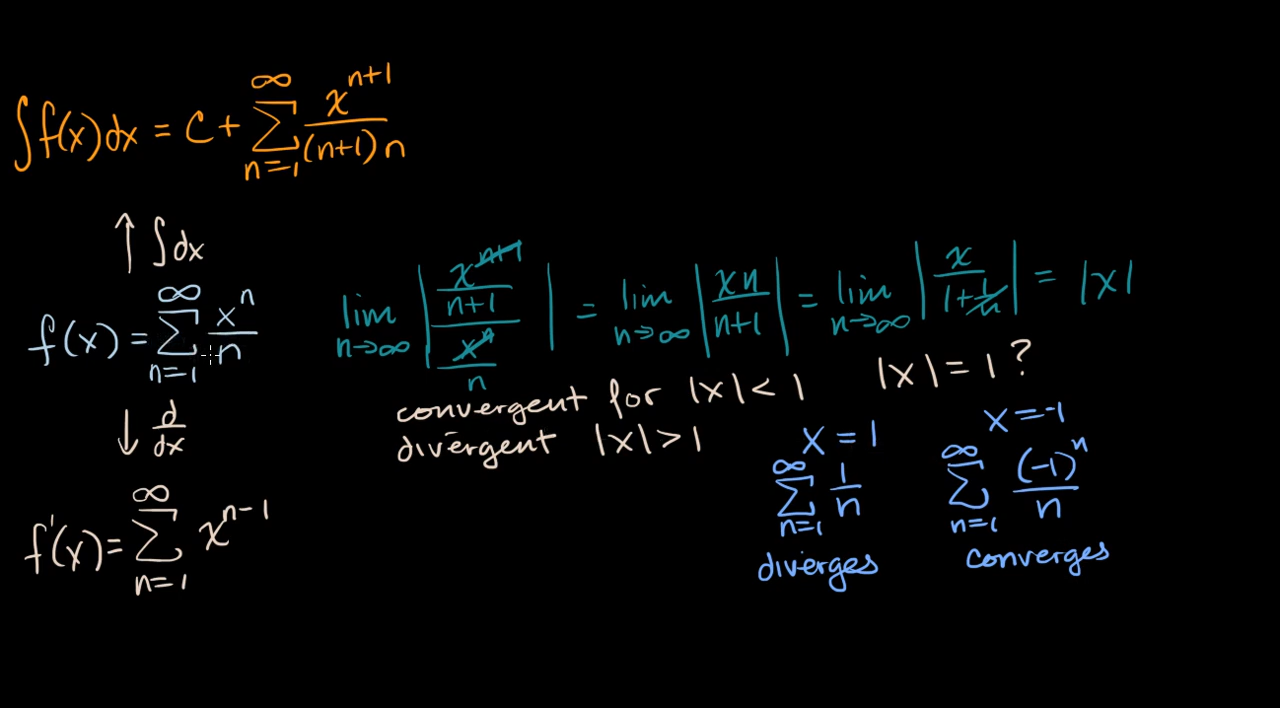 ∫f(x)dx = C + ∑_{n=1}^{∞} x^{n+1}/((n+1)n)
↑ ∫dx
f(x) = ∑_{n=1}^{∞} x^n/n
↓ d/dx
f'(x) = ∑_{n=1}^{∞} x^{n-1}
lim_{n→∞} |(x^{n+1}/(n+1))/(x^n/n)| = lim_{n→∞} |xn/(n+1)| = lim_{n→∞} |x/(1+1/n)| = |x|
convergent for |x| < 1
divergent |x| > 1
|x| = 1 ?
x = 1
∑_{n=1}^{∞} 1/n
diverges
x = -1
∑_{n=1}^{∞} (-1)^n/n
converges